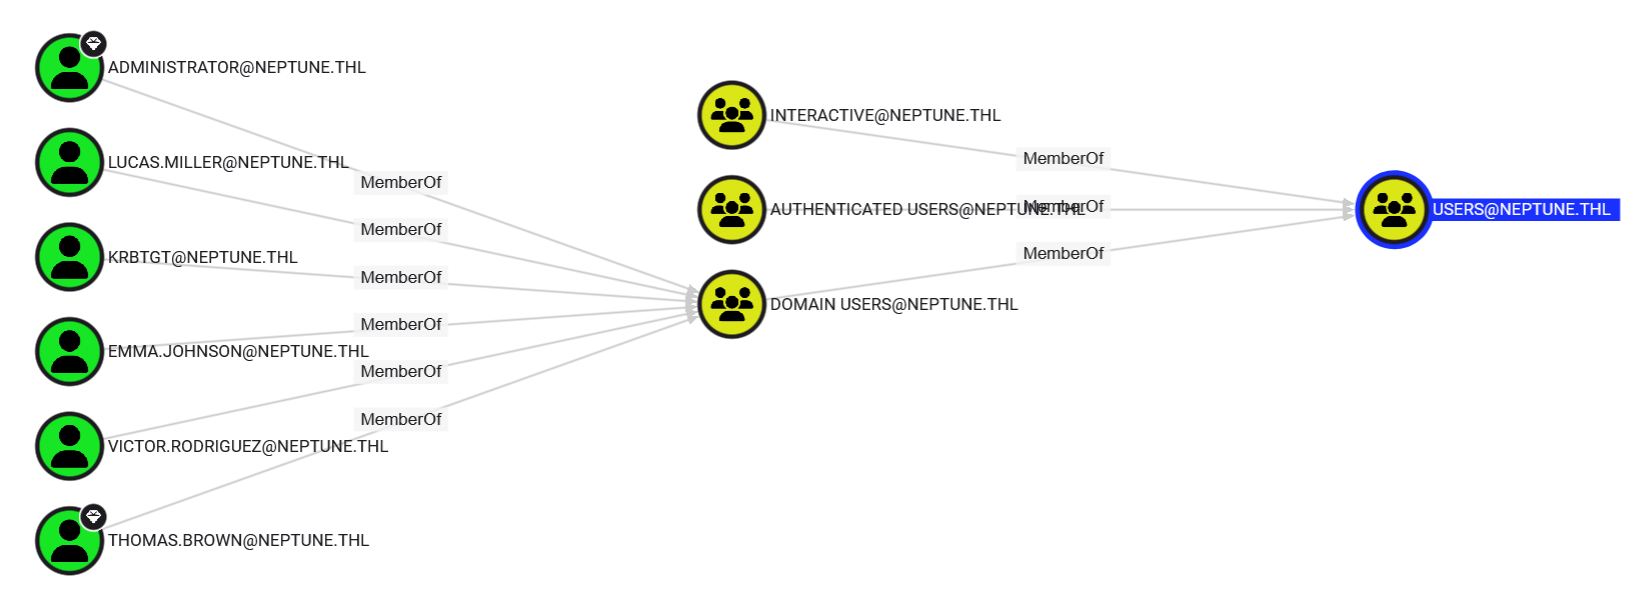 ADMINISTRATOR@NEPTUNE.THL
LUCAS.MILLER@NEPTUNE.THL
KRBTGT@NEPTUNE.THL
EMMA.JOHNSON@NEPTUNE.THL
VICTOR.RODRIGUEZ@NEPTUNE.THL
THOMAS.BROWN@NEPTUNE.THL
MemberOf
MemberOf
MemberOf
MemberOf
MemberOf
MemberOf
INTERACTIVE@NEPTUNE.THL
AUTHENTICATED USERS@NEPTUNE.THL
DOMAIN USERS@NEPTUNE.THL
MemberOf
MemberOf
MemberOf
USERS@NEPTUNE.THL